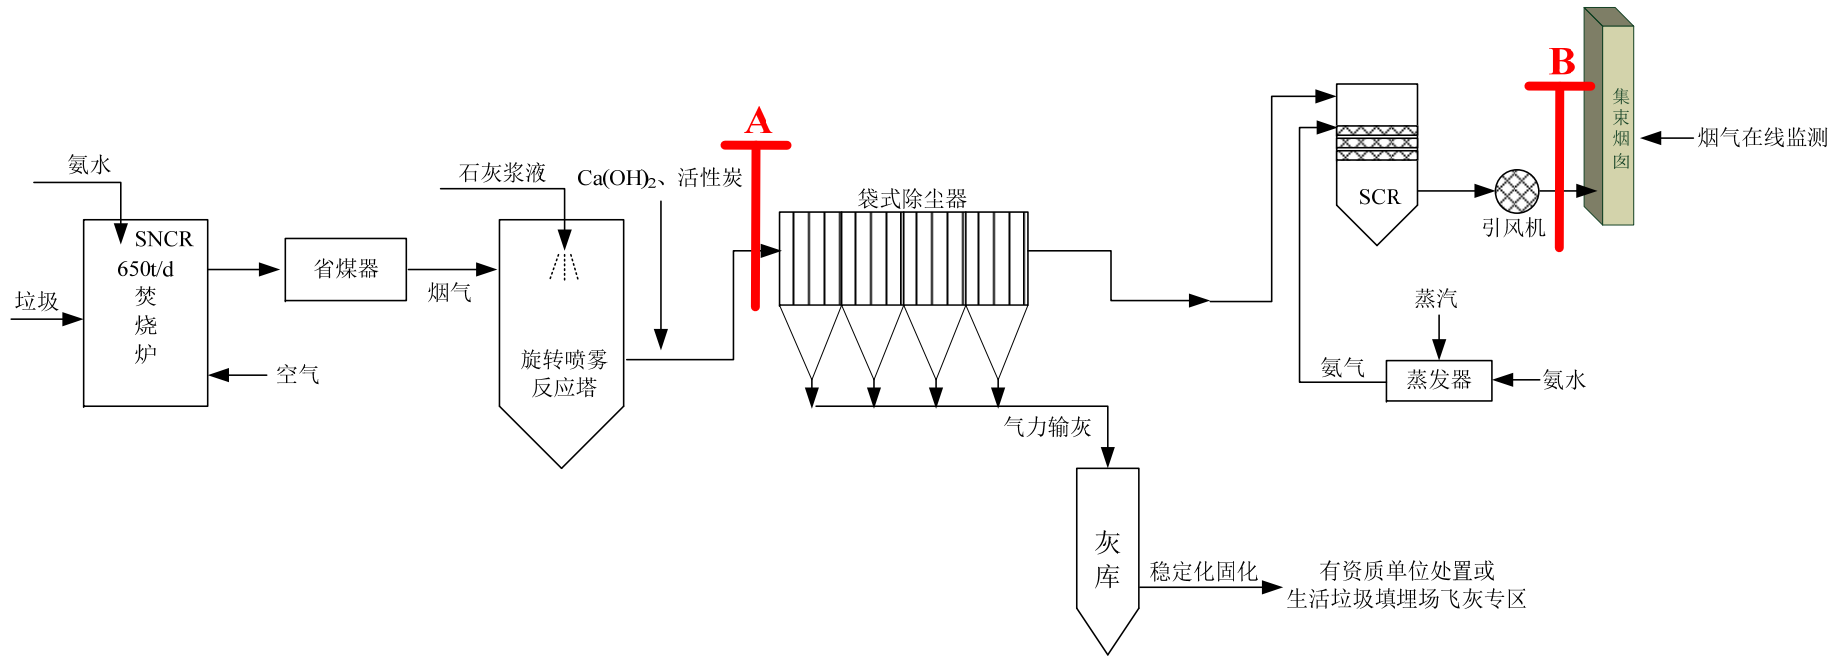 氨水
SNCR
650t/d
焚
烧
炉
垃圾
空气
省煤器
烟气
石灰浆液
旋转喷雾
反应塔
Ca(OH)2、活性炭
A
袋式除尘器
气力输灰
灰
库
稳定化固化
有资质单位处置或
生活垃圾填埋场飞灰专区
SCR
引风机
B
集
束
烟
囱
烟气在线监测
蒸汽
氨气
蒸发器
氨水